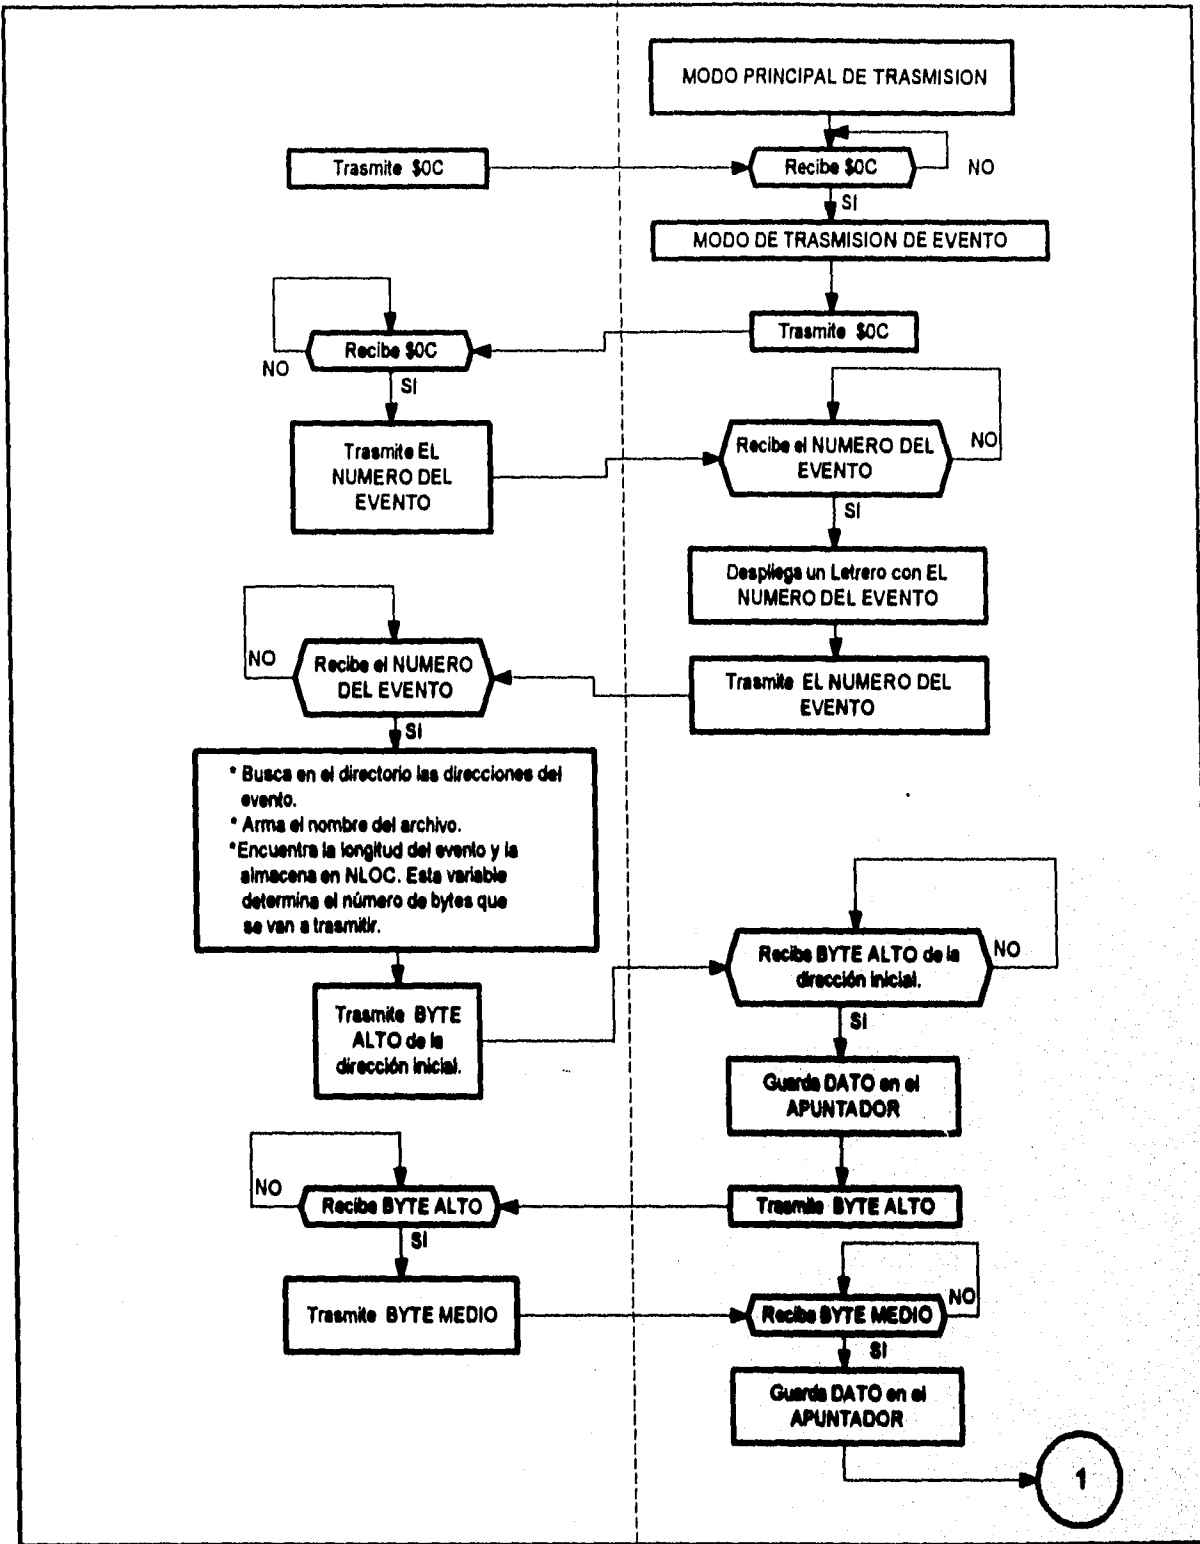 MODO PRINCIPAL DE TRASMISION
Trasmite $0C
Recibe $0C
NO
SI
MODO DE TRASMISION DE EVENTO
Trasmite $0C
Recibe $0C
NO
SI
Trasmite EL
NUMERO DEL
EVENTO
Recibe el NUMERO DEL
EVENTO
NO
SI
Despliega un Letrero con EL
NUMERO DEL EVENTO
Trasmite EL NUMERO DEL
EVENTO
NO
Recibe el NUMERO
DEL EVENTO
SI
* Busca en el directorio las direcciones del
evento.
* Arma el nombre del archivo.
*Encuentra la longitud del evento y la
almacena en NLOC. Esta variable
determina el número de bytes que
se van a trasmitir.
Trasmite BYTE
ALTO de la
dirección inicial.
Recibe BYTE ALTO de la
dirección inicial.
NO
SI
Guarda DATO en el
APUNTADOR
Trasmite BYTE ALTO
NO
Recibe BYTE ALTO
SI
Trasmite BYTE MEDIO
Recibe BYTE MEDIO
NO
SI
Guarda DATO en el
APUNTADOR
1